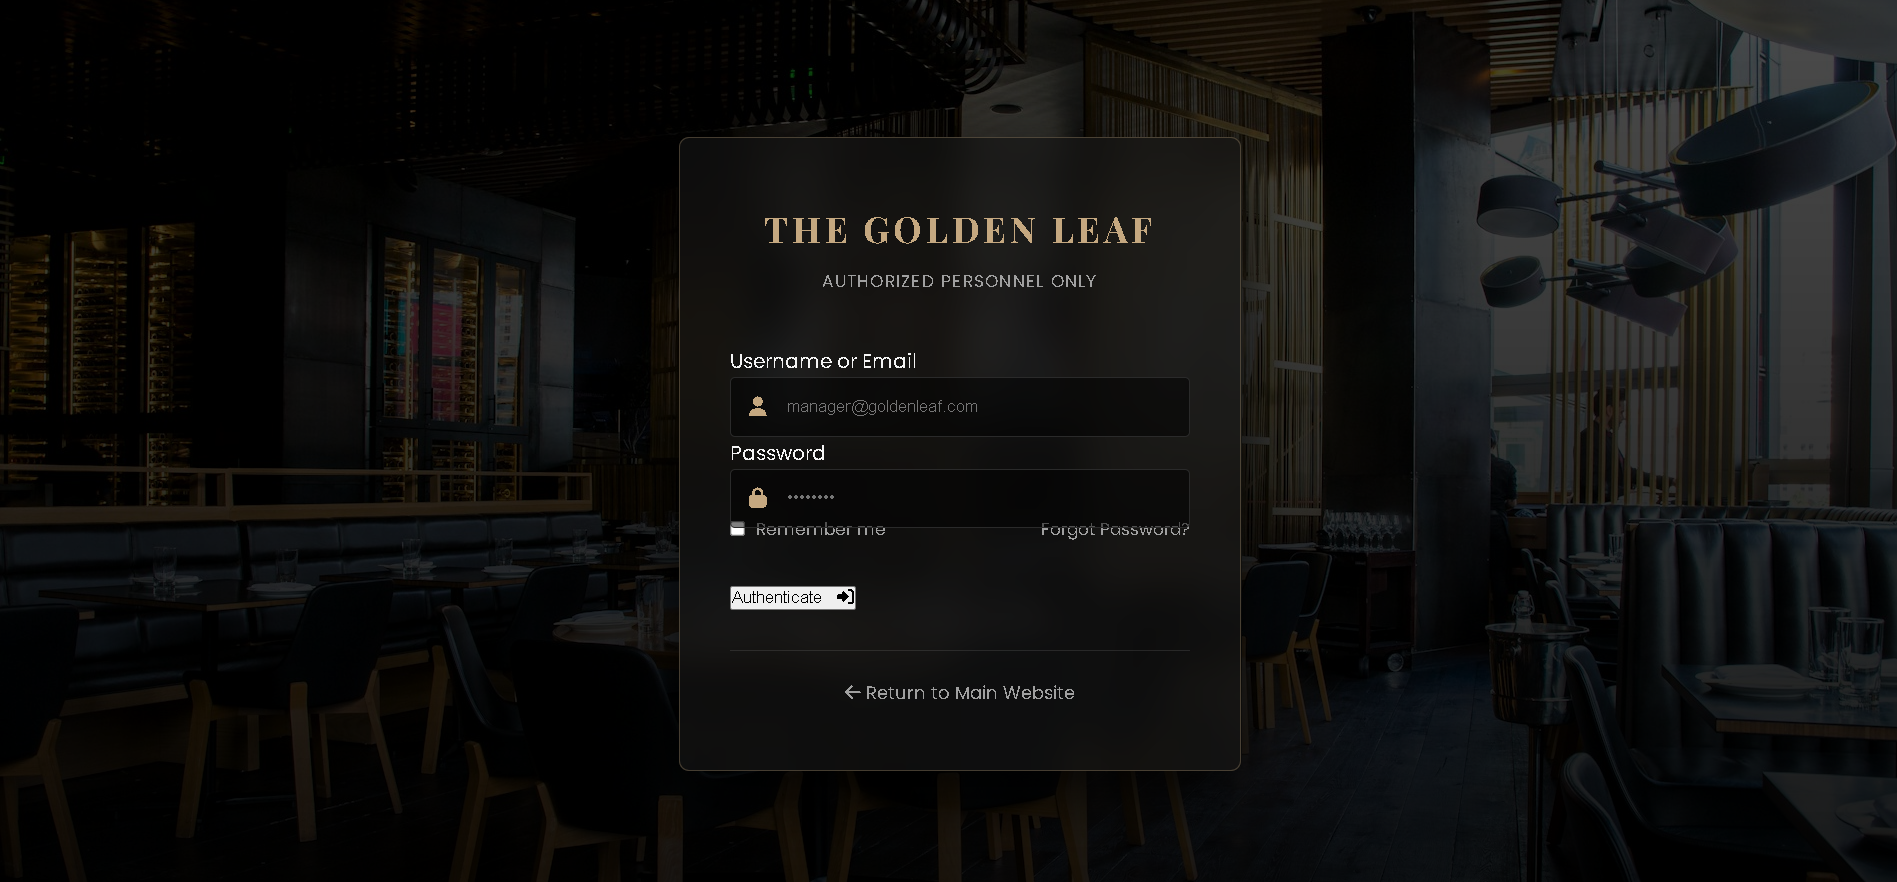 THE GOLDEN LEAF
AUTHORIZED PERSONNEL ONLY
Username or Email
manager@goldenleaf.com
Password
••••••••
Remember me
Forgot Password?
Authenticate
Return to Main Website